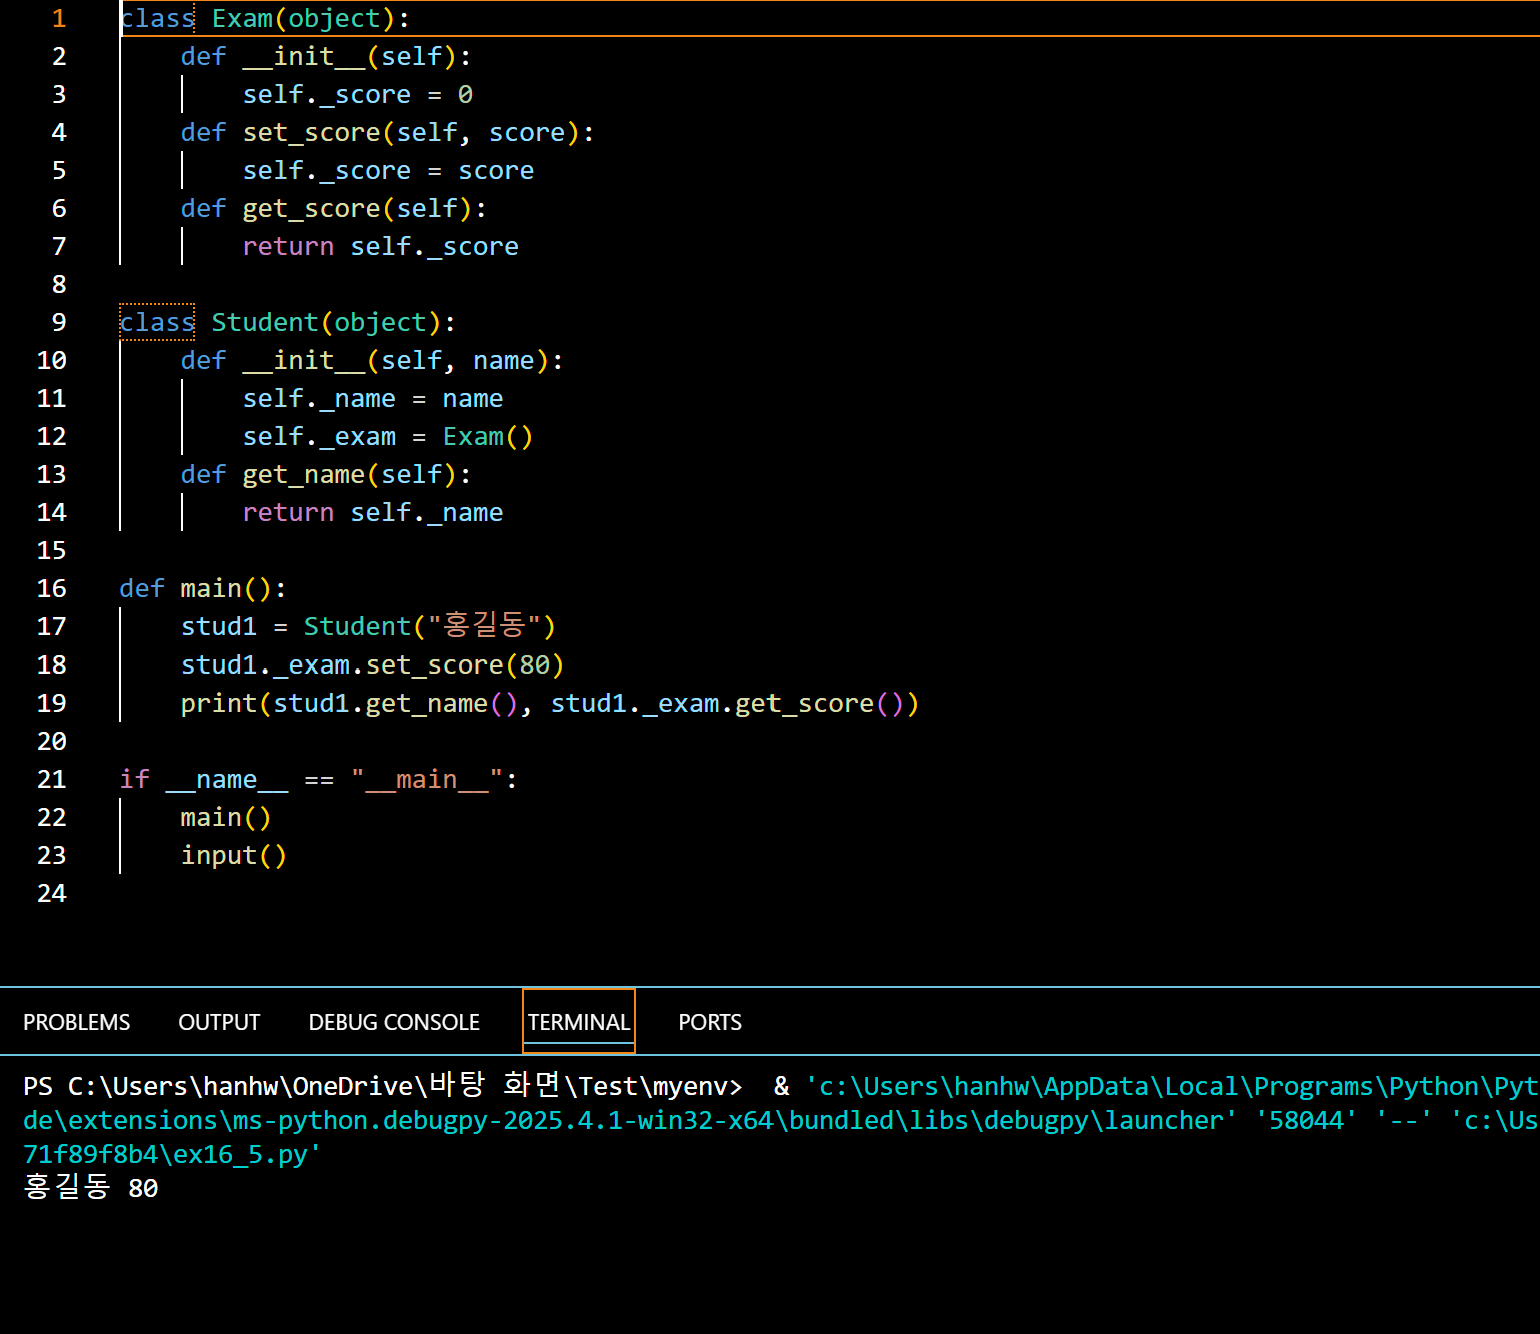 1 class Exam(object):
2     def __init__(self):
3         self._score = 0
4     def set_score(self, score):
5         self._score = score
6     def get_score(self):
7         return self._score
8
9 class Student(object):
10     def __init__(self, name):
11         self._name = name
12         self._exam = Exam()
13     def get_name(self):
14         return self._name
15
16 def main():
17     stud1 = Student("홍길동")
18     stud1._exam.set_score(80)
19     print(stud1.get_name(), stud1._exam.get_score())
20
21 if __name__ == "__main__":
22     main()
23     input()
24
PROBLEMS OUTPUT DEBUG CONSOLE TERMINAL PORTS
PS C:\Users\hanhw\OneDrive\바탕 화면\Test\myenv>  & 'c:\Users\hanhw\AppData\Local\Programs\Python\Pyt
de\extensions\ms-python.debugpy-2025.4.1-win32-x64\bundled\libs\debugpy\launcher' '58044' '--' 'c:\Us
71f89f8b4\ex16_5.py'
홍길동 80